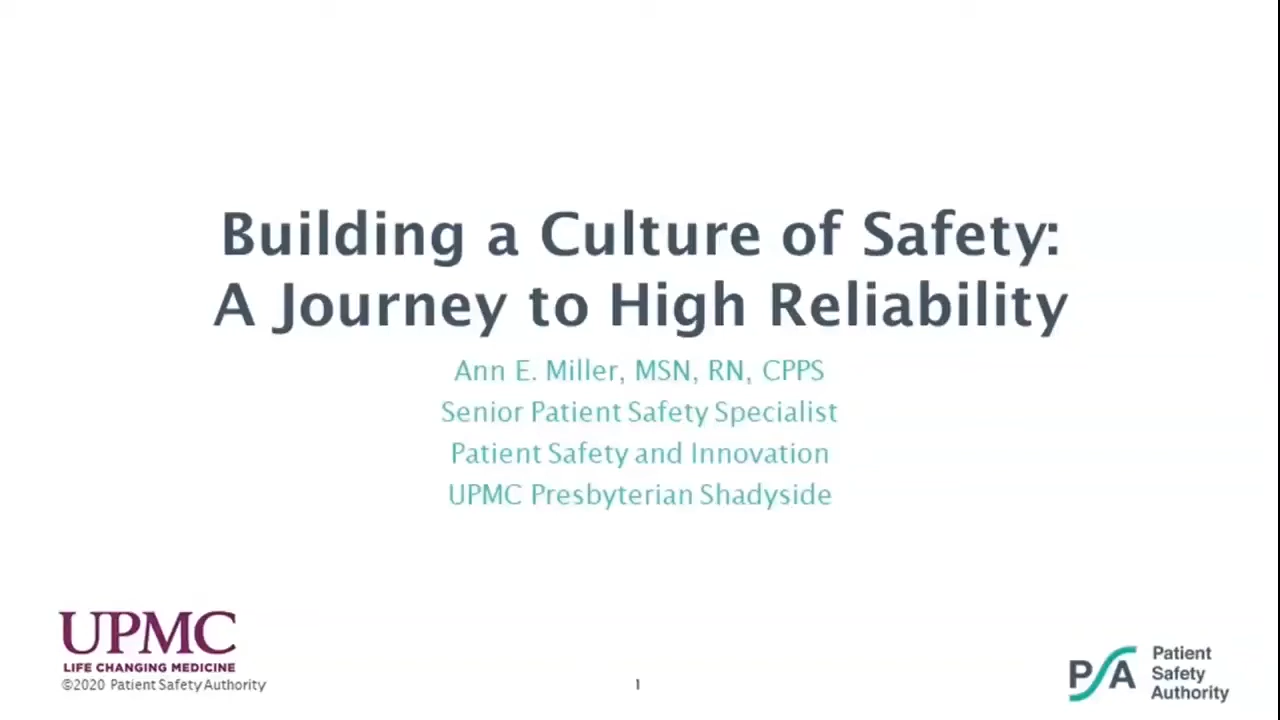 Building a Culture of Safety:
A Journey to High Reliability
Ann E. Miller, MSN, RN, CPPS
Senior Patient Safety Specialist
Patient Safety and Innovation
UPMC Presbyterian Shadyside
UPMC
LIFE CHANGING MEDICINE
©2020 Patient Safety Authority
1
PSA
Patient
Safety
Authority